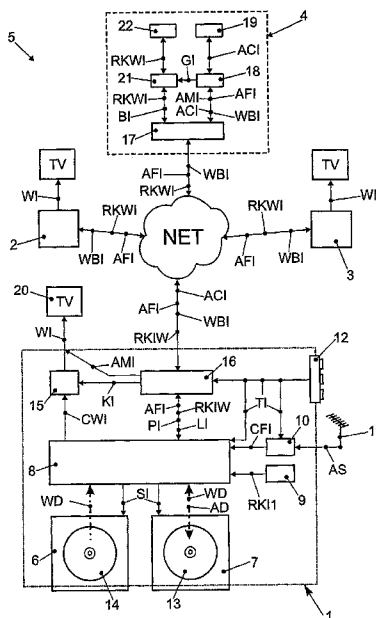 22
19
4
5
RKWI
ACI
GI
21
18
RKWI
AMI
AFI
BI
ACI
WBI
17
TV
TV
WI
AFI
WBI
RKWI
WI
RKWI
RKWI
NET
2
WBI
AFI
AFI
WBI
3
20
TV
ACI
AFI
WBI
WI
RKIW
12
AMI
16
15
KI
TI
AFI
RKIW
10
1
CWI
PI
LI
CFI
8
AS
9
WD
SI
WD
RKI1
AD
6
7
14
13
1